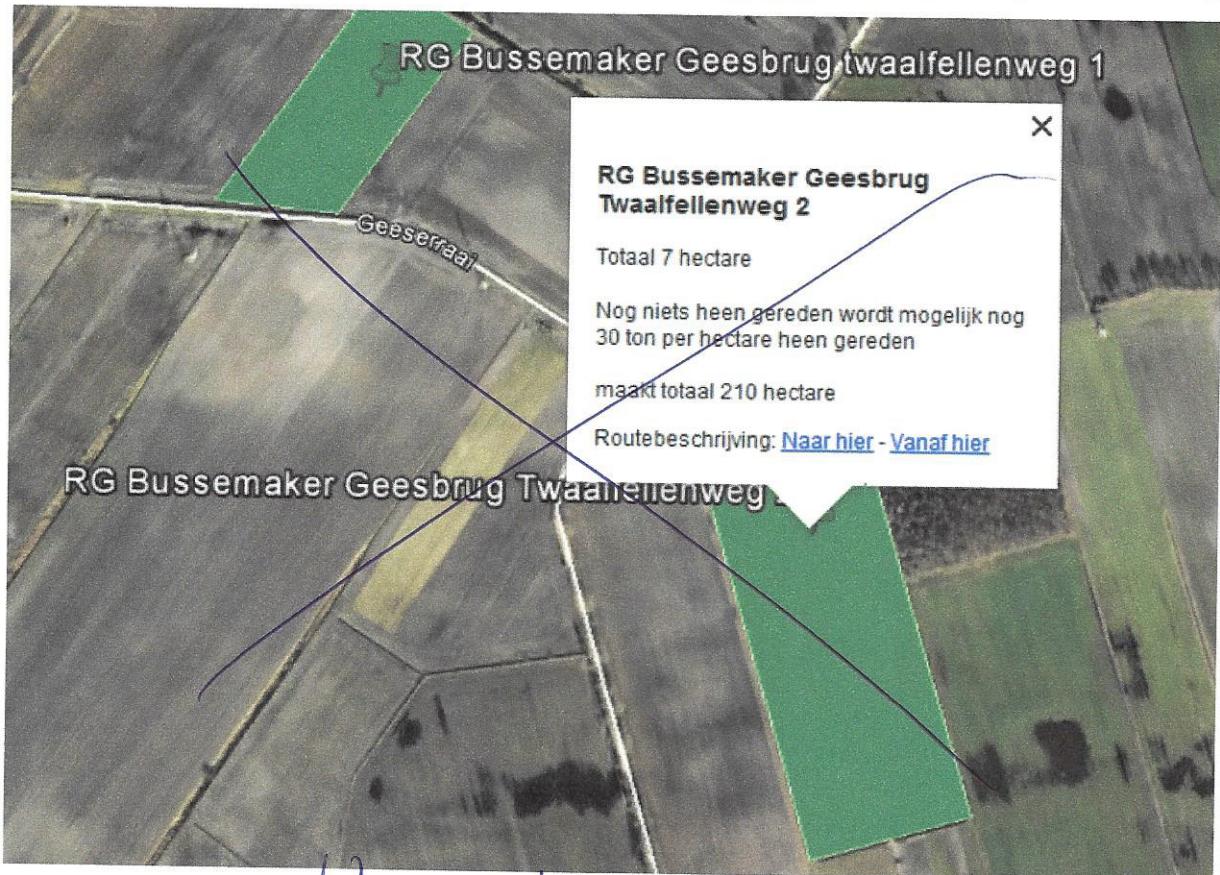 RG Bussemaker Geesbrug twaalfellenweg 1
RG Bussemaker Geesbrug
Twaalfellenweg 2
Totaal 7 hectare
Nog niets heen gereden wordt mogelijk nog
30 ton per hectare heen gereden
maakt totaal 210 hectare
Routebeschrijving: Naar hier - Vanaf hier
Geeserraai
RG Bussemaker Geesbrug Twaalfellenweg